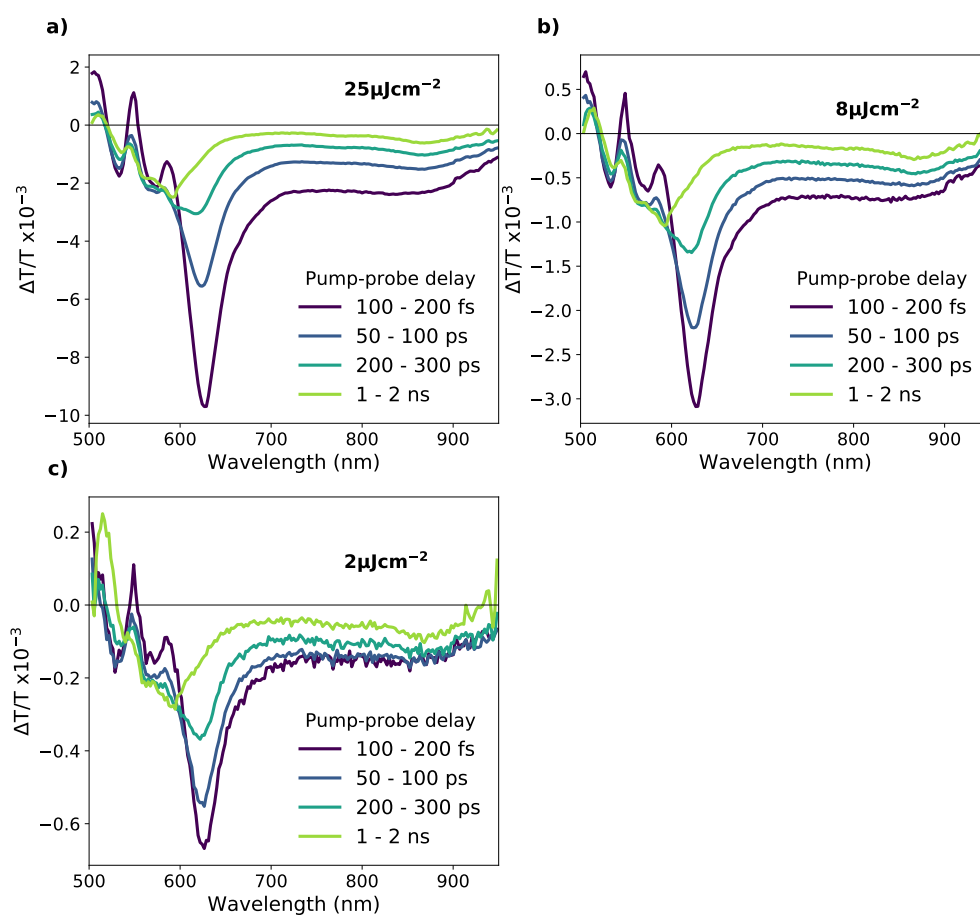 a)
25μJcm⁻²
2
0
−2
−4
−6
−8
−10
ΔT/T x10⁻³
Pump-probe delay
100 - 200 fs
50 - 100 ps
200 - 300 ps
1 - 2 ns
500 600 700 800 900
Wavelength (nm)
b)
8μJcm⁻²
0.5
0.0
−0.5
−1.0
−1.5
−2.0
−2.5
−3.0
ΔT/T x10⁻³
Pump-probe delay
100 - 200 fs
50 - 100 ps
200 - 300 ps
1 - 2 ns
500 600 700 800 900
Wavelength (nm)
c)
2μJcm⁻²
0.2
0.0
−0.2
−0.4
−0.6
ΔT/T x10⁻³
Pump-probe delay
100 - 200 fs
50 - 100 ps
200 - 300 ps
1 - 2 ns
500 600 700 800 900
Wavelength (nm)